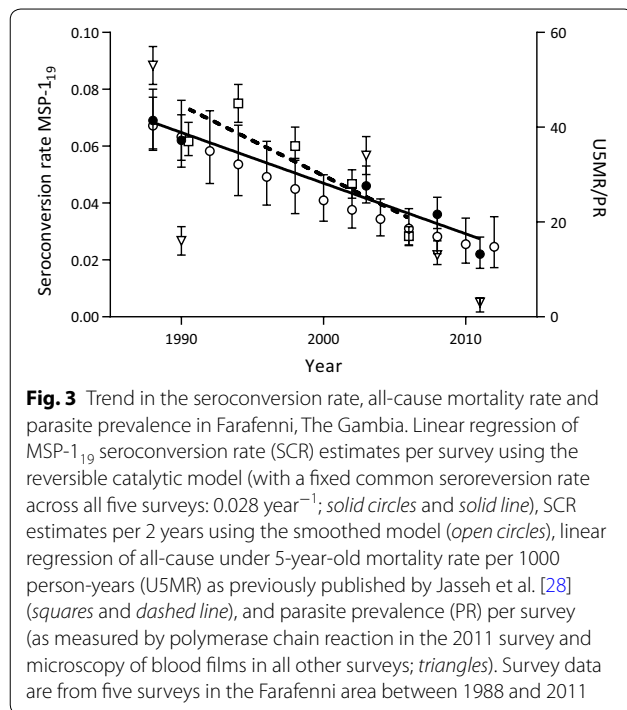 0.10
0.08
0.06
0.04
0.02
0.00
Seroconversion rate MSP-1₁₉
60
40
20
0
U5MR/PR
1990
2000
2010
Year
Fig. 3 Trend in the seroconversion rate, all-cause mortality rate and
parasite prevalence in Farafenni, The Gambia. Linear regression of
MSP-1₁₉ seroconversion rate (SCR) estimates per survey using the
reversible catalytic model (with a fixed common seroreversion rate
across all five surveys: 0.028 year⁻¹; solid circles and solid line), SCR
estimates per 2 years using the smoothed model (open circles), linear
regression of all-cause under 5-year-old mortality rate per 1000
person-years (U5MR) as previously published by Jasseh et al. [28]
(squares and dashed line), and parasite prevalence (PR) per survey
(as measured by polymerase chain reaction in the 2011 survey and
microscopy of blood films in all other surveys; triangles). Survey data
are from five surveys in the Farafenni area between 1988 and 2011